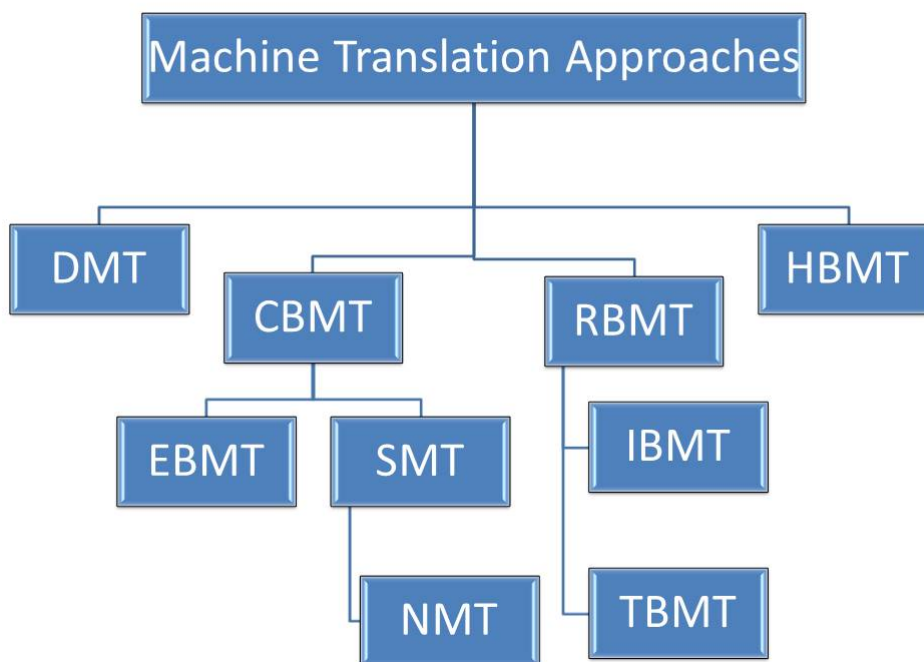 Machine Translation Approaches
DMT
CBMT
RBMT
HBMT
EBMT
SMT
IBMT
NMT
TBMT